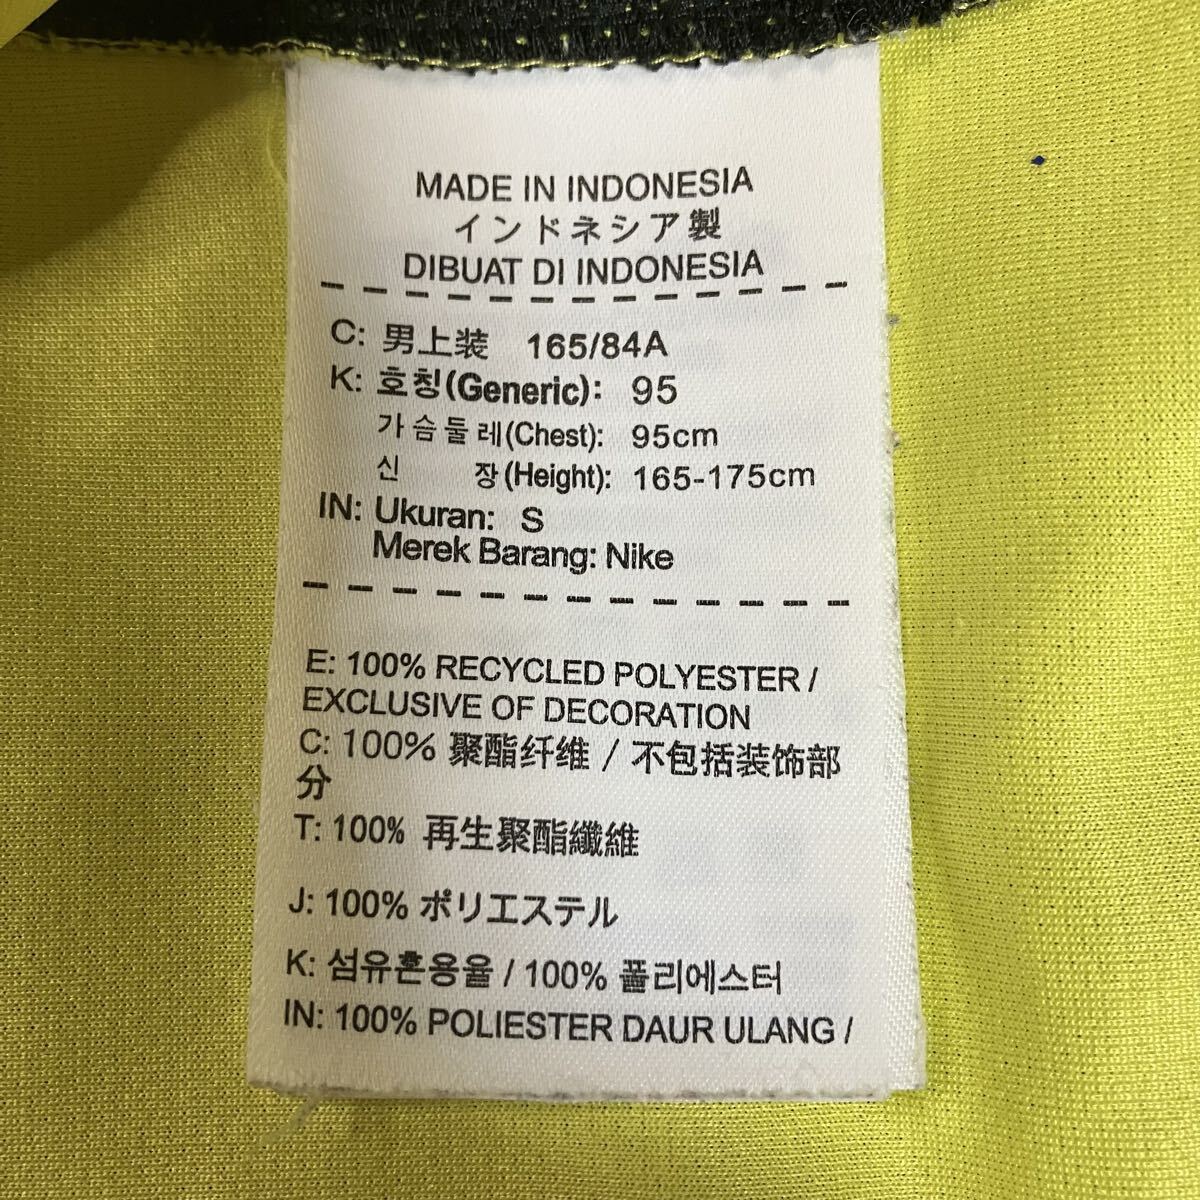 MADE IN INDONESIA
インドネシア製
DIBUAT DI INDONESIA
C: 男上装 165/84A
K: 호칭(Generic): 95
가슴둘레(Chest): 95cm
신 장(Height): 165-175cm
IN: Ukuran: S
Merek Barang: Nike
E: 100% RECYCLED POLYESTER /
EXCLUSIVE OF DECORATION
C: 100% 聚酯纤维 / 不包括装饰部
分
T: 100% 再生聚酯纖維
J: 100% ポリエステル
K: 섬유혼용율 / 100% 폴리에스터
IN: 100% POLIESTER DAUR ULANG /